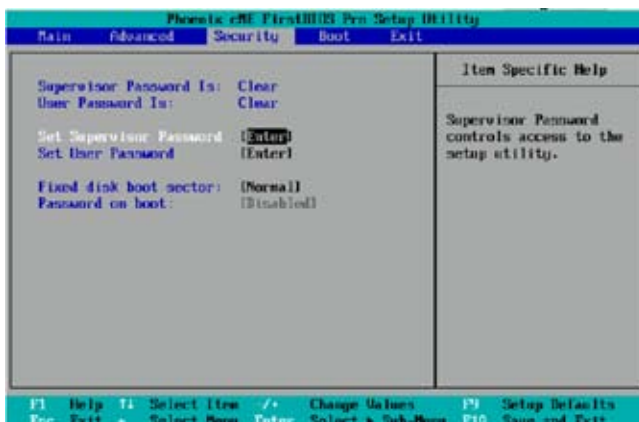 Phoenix cME FirstBIOS Pro Setup Utility
Main Advanced Security Boot Exit
Item Specific Help
Supervisor Password Is: Clear
User Password Is: Clear
Supervisor Password
controls access to the
setup utility.
Set Supervisor Password [Enter]
Set User Password [Enter]
Fixed disk boot sector: [Normal]
Password on boot: [Disabled]
F1 Help ↑↓ Select Item -/+ Change Values F9 Setup Defaults
Esc Exit Select Menu Enter Select ▶ Sub-Menu F10 Save and Exit